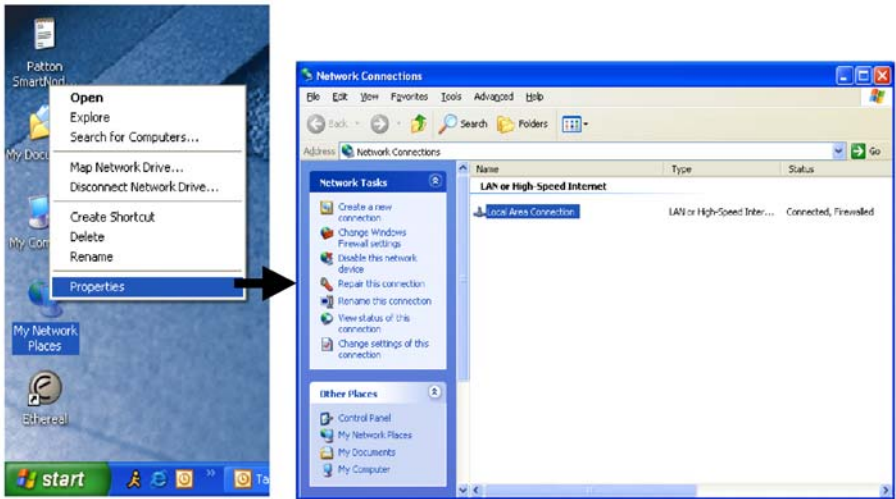 Patton
SmartNod...
Open
Explore
Search for Computers...
My Docu
Map Network Drive...
Disconnect Network Drive...
Create Shortcut
My Com
Delete
Rename
Properties
My Network
Places
Ethereal
start
Ta
Network Connections
File Edit View Favorites Tools Advanced Help
Back Search Folders
Address Network Connections Go
Network Tasks
Create a new
connection
Change Windows
Firewall settings
Disable this network
device
Repair this connection
Rename this connection
View status of this
connection
Change settings of this
connection
Other Places
Control Panel
My Network Places
My Documents
My Computer
Name Type Status
LAN or High-Speed Internet
Local Area Connection LAN or High-Speed Inter... Connected, Firewalled